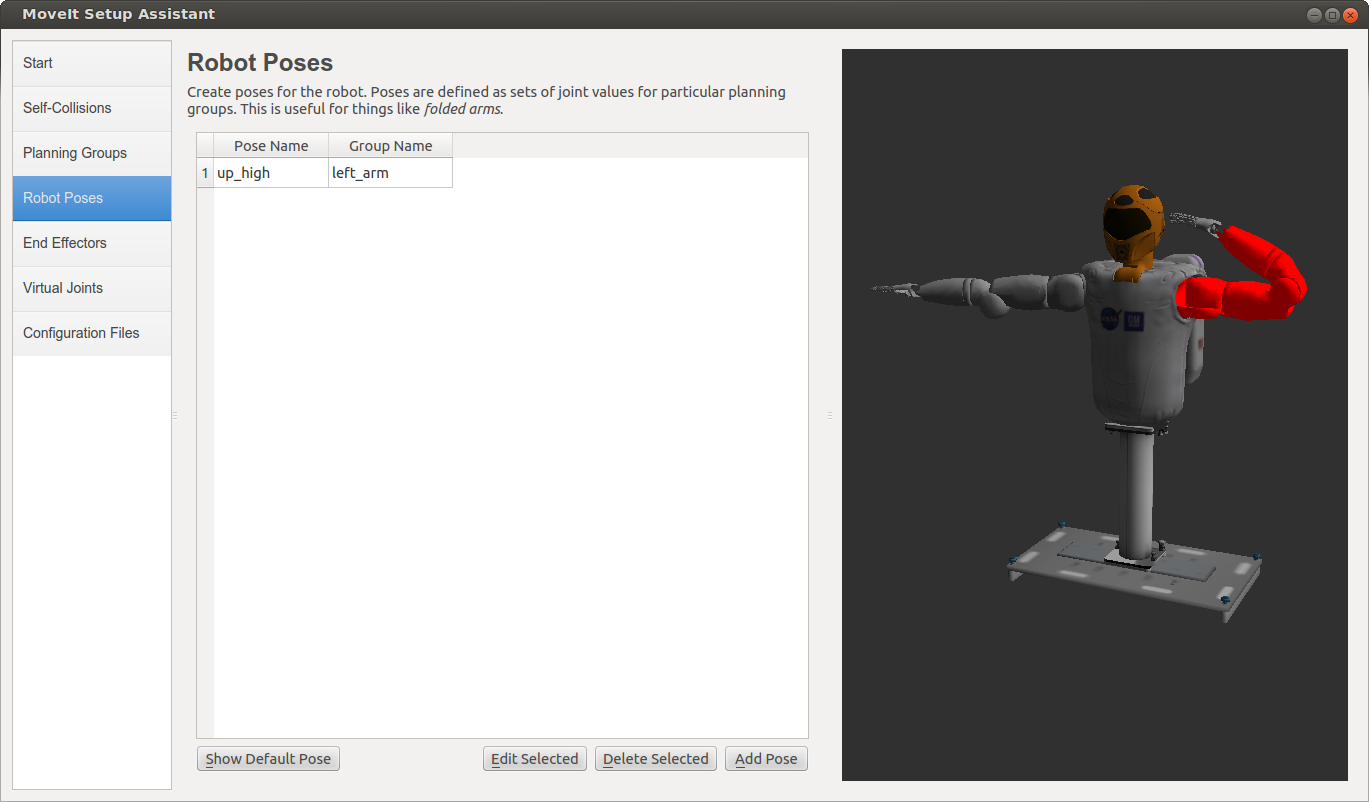 MoveIt Setup Assistant
Start
Self-Collisions
Planning Groups
Robot Poses
End Effectors
Virtual Joints
Configuration Files
Robot Poses
Create poses for the robot. Poses are defined as sets of joint values for particular planning
groups. This is useful for things like folded arms.
Pose Name Group Name
1 up_high left_arm
Show Default Pose Edit Selected Delete Selected Add Pose
NASA GM